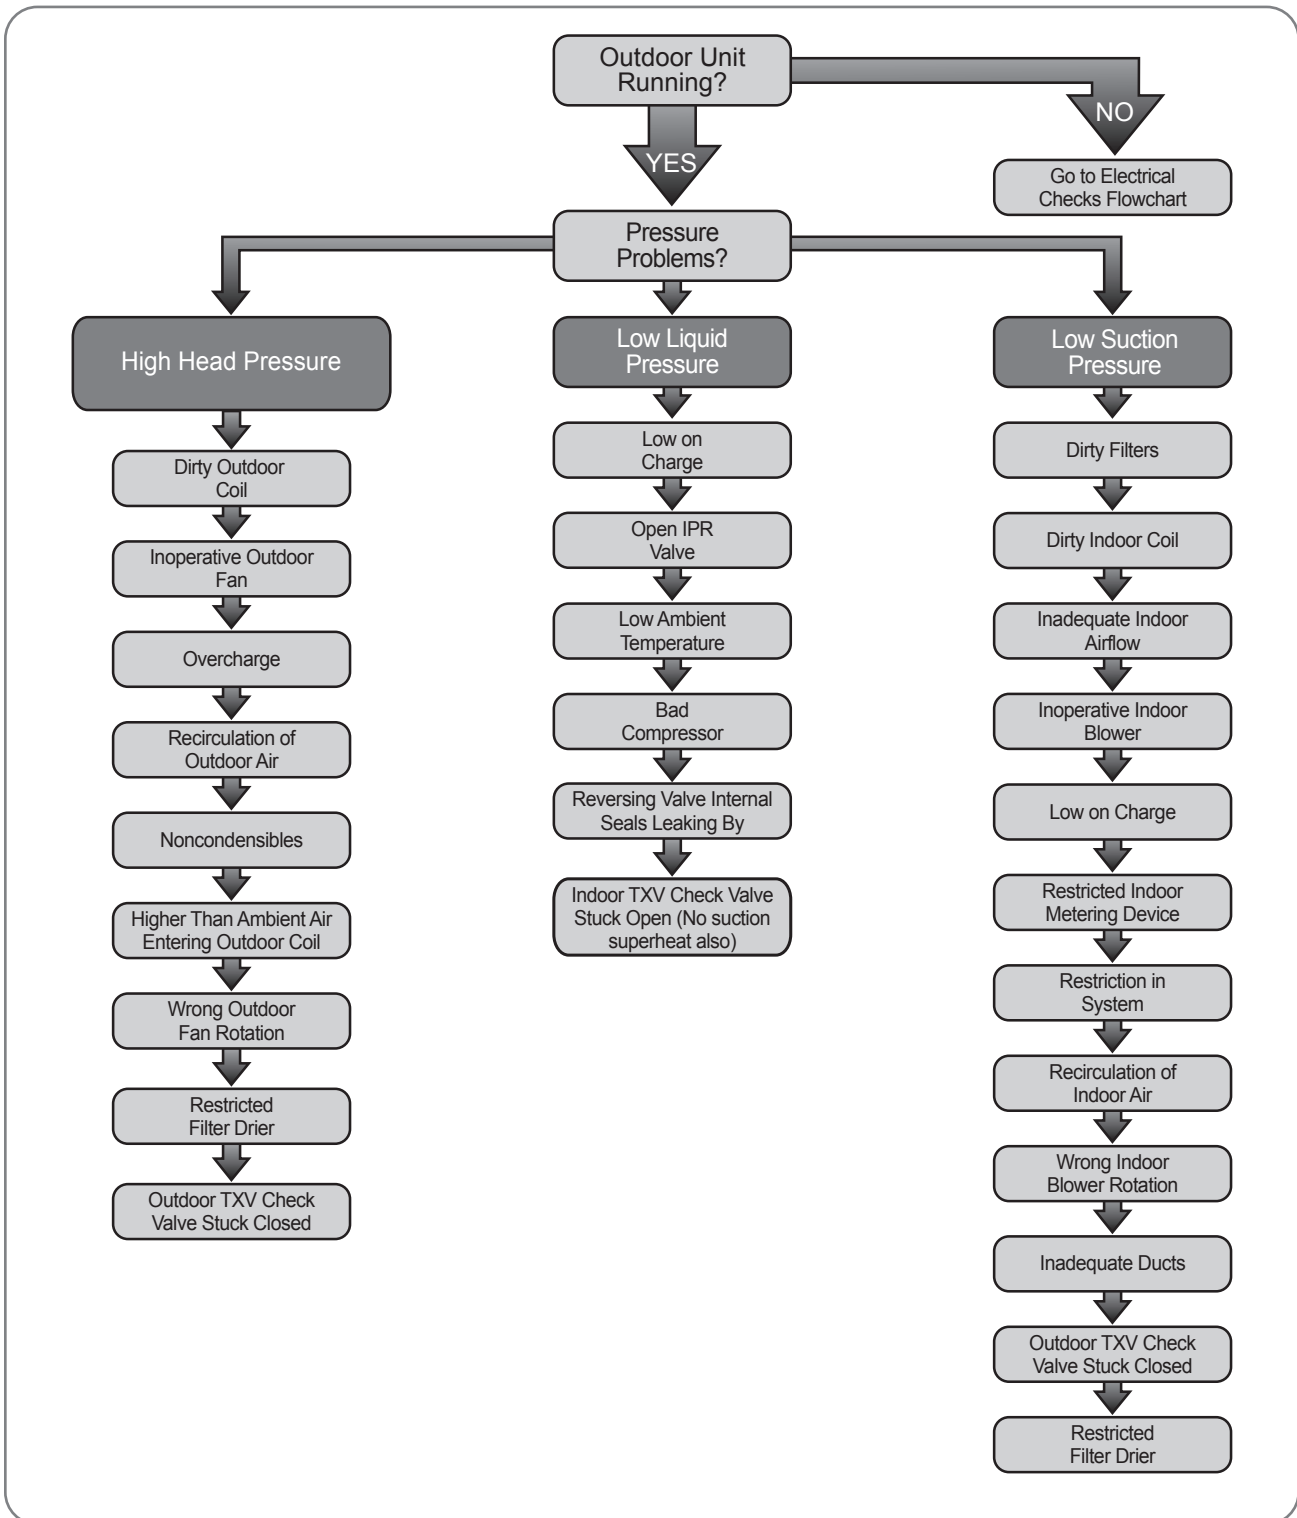 Outdoor Unit
Running?
NO
YES
Go to Electrical
Checks Flowchart
Pressure
Problems?
High Head Pressure
Dirty Outdoor
Coil
Inoperative Outdoor
Fan
Overcharge
Recirculation of
Outdoor Air
Noncondensibles
Higher Than Ambient Air
Entering Outdoor Coil
Wrong Outdoor
Fan Rotation
Restricted
Filter Drier
Outdoor TXV Check
Valve Stuck Closed
Low Liquid
Pressure
Low on
Charge
Open IPR
Valve
Low Ambient
Temperature
Bad
Compressor
Reversing Valve Internal
Seals Leaking By
Indoor TXV Check Valve
Stuck Open (No suction
superheat also)
Low Suction
Pressure
Dirty Filters
Dirty Indoor Coil
Inadequate Indoor
Airflow
Inoperative Indoor
Blower
Low on Charge
Restricted Indoor
Metering Device
Restriction in
System
Recirculation of
Indoor Air
Wrong Indoor
Blower Rotation
Inadequate Ducts
Outdoor TXV Check
Valve Stuck Closed
Restricted
Filter Drier